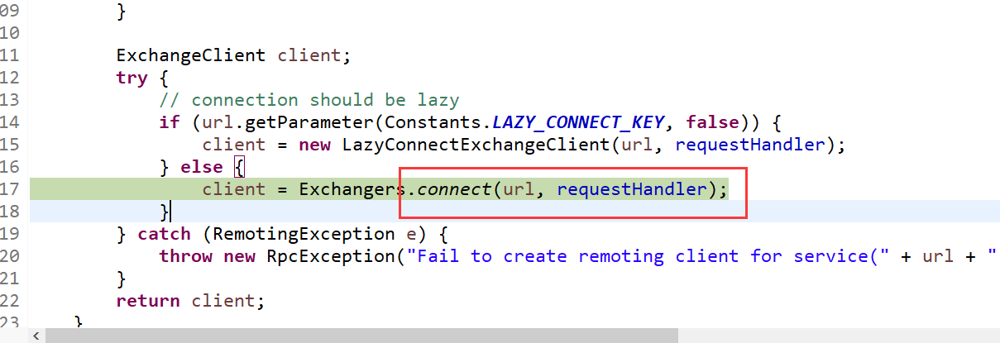 09 }
10
11 ExchangeClient client;
12 try {
13 // connection should be lazy
14 if (url.getParameter(Constants.LAZY_CONNECT_KEY, false)) {
15 client = new LazyConnectExchangeClient(url, requestHandler);
16 } else {
17 client = Exchangers.connect(url, requestHandler);
18 }
19 } catch (RemotingException e) {
20 throw new RpcException("Fail to create remoting client for service(" + url + "
21 }
22 return client;
23 }